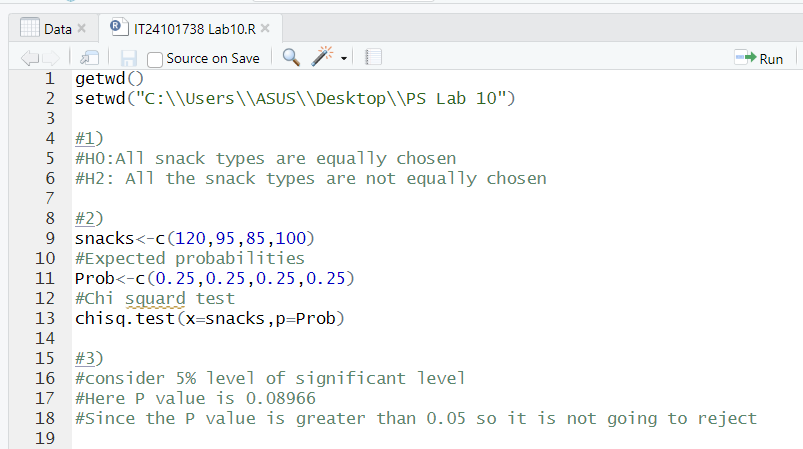 Data
IT24101738 Lab10.R
Source on Save
Run
1 getwd()
2 setwd("C:\\Users\\ASUS\\Desktop\\PS Lab 10")
3
4 #1)
5 #H0:All snack types are equally chosen
6 #H2: All the snack types are not equally chosen
7
8 #2)
9 snacks<-c(120,95,85,100)
10 #Expected probabilities
11 Prob<-c(0.25,0.25,0.25,0.25)
12 #Chi squard test
13 chisq.test(x=snacks,p=Prob)
14
15 #3)
16 #consider 5% level of significant level
17 #Here P value is 0.08966
18 #Since the P value is greater than 0.05 so it is not going to reject
19